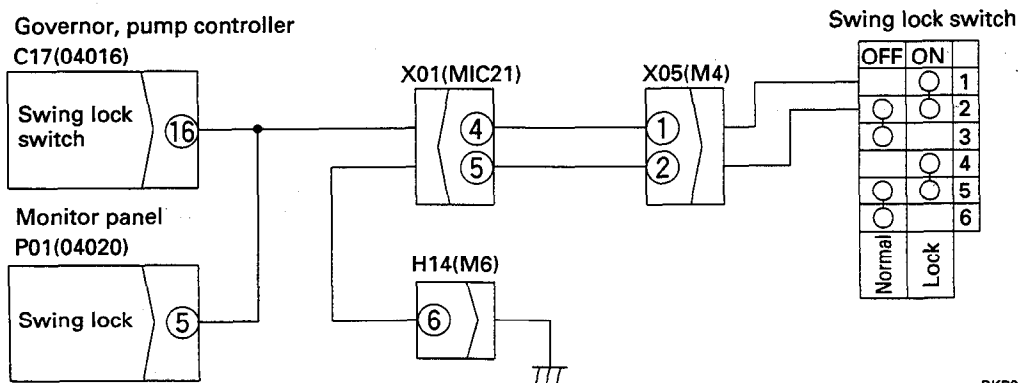 Governor, pump controller
C17(04016)
Swing lock
switch
16
Monitor panel
P01(04020)
Swing lock
5
X01(MIC21)
4
5
H14(M6)
6
X05(M4)
1
2
Swing lock switch
OFF ON
1
2
3
4
5
6
Normal
Lock